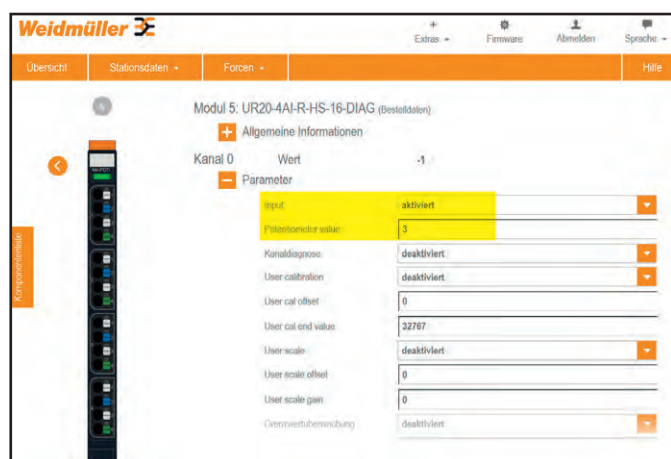 Weidmüller
Extras
Firmware
Abmelden
Sprache
Übersicht
Stationsdaten
Forcen
Hilfe
Modul 5: UR20-4AI-R-HS-16-DIAG (Bestelldaten)
Allgemeine Informationen
Kanal 0 Wert -1
Parameter
Input aktiviert
Potentiometer value 3
Kanaldiagnose deaktiviert
User calibration deaktiviert
User cal offset 0
User cal end value 32767
User scale deaktiviert
User scale offset 0
User scale gain 0
Grenzwertüberwachung deaktiviert
Komponentenliste